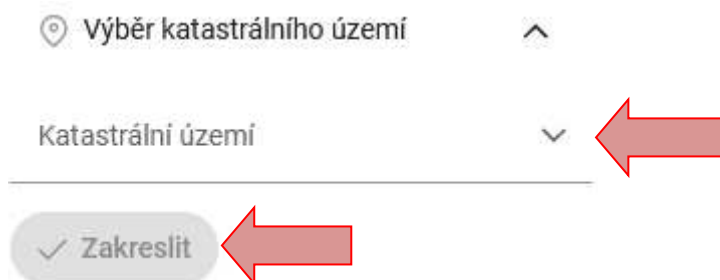 Výběr katastrálního území
Katastrální území
Zakreslit